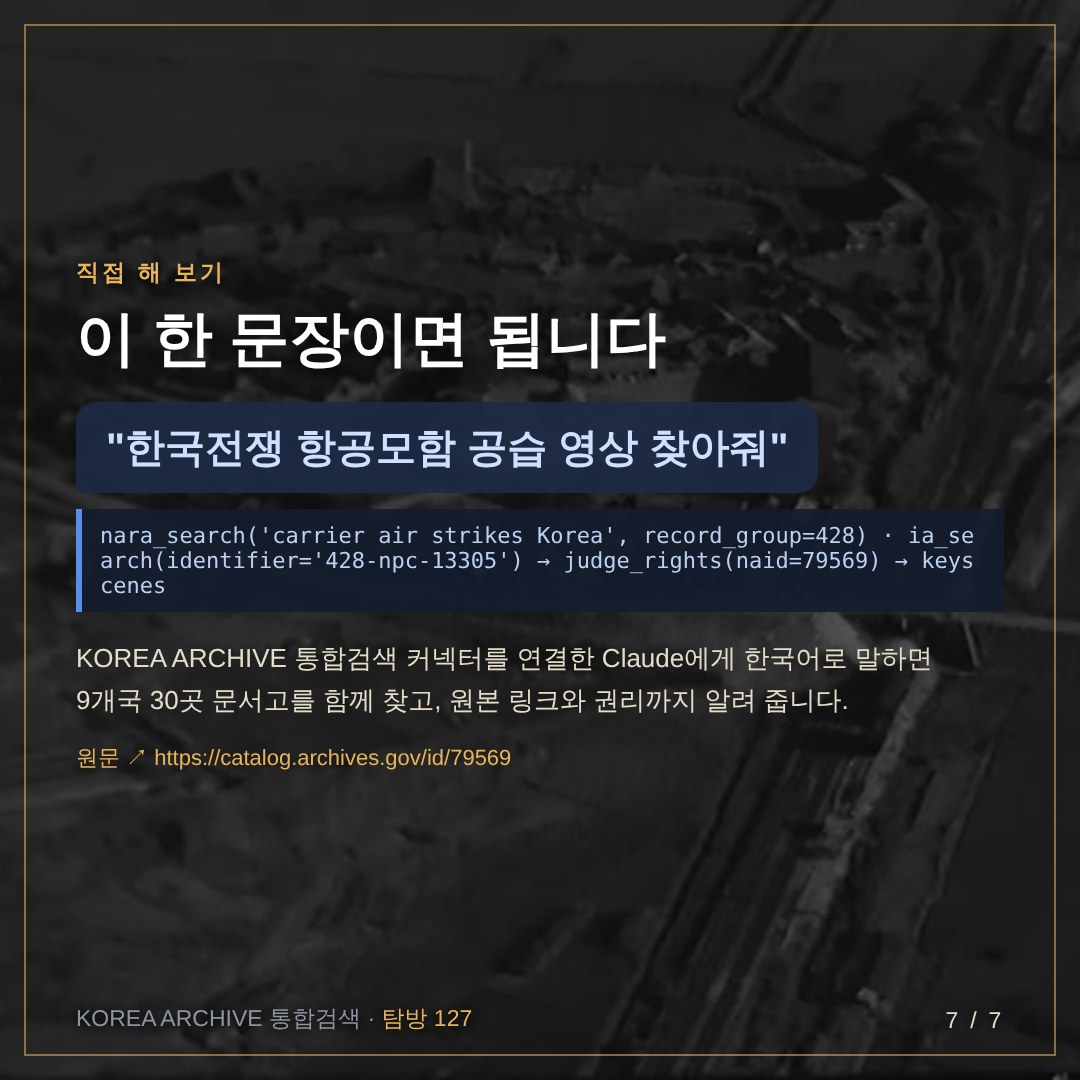 직접 해 보기
이 한 문장이면 됩니다
"한국전쟁 항공모함 공습 영상 찾아줘"
nara_search('carrier air strikes Korea', record_group=428) · ia_se
arch(identifier='428-npc-13305') → judge_rights(naid=79569) → keys
cenes
KOREA ARCHIVE 통합검색 커넥터를 연결한 Claude에게 한국어로 말하면
9개국 30곳 문서고를 함께 찾고, 원본 링크와 권리까지 알려 줍니다.
원문 ↗ https://catalog.archives.gov/id/79569
KOREA ARCHIVE 통합검색 · 탐방 127
7 / 7